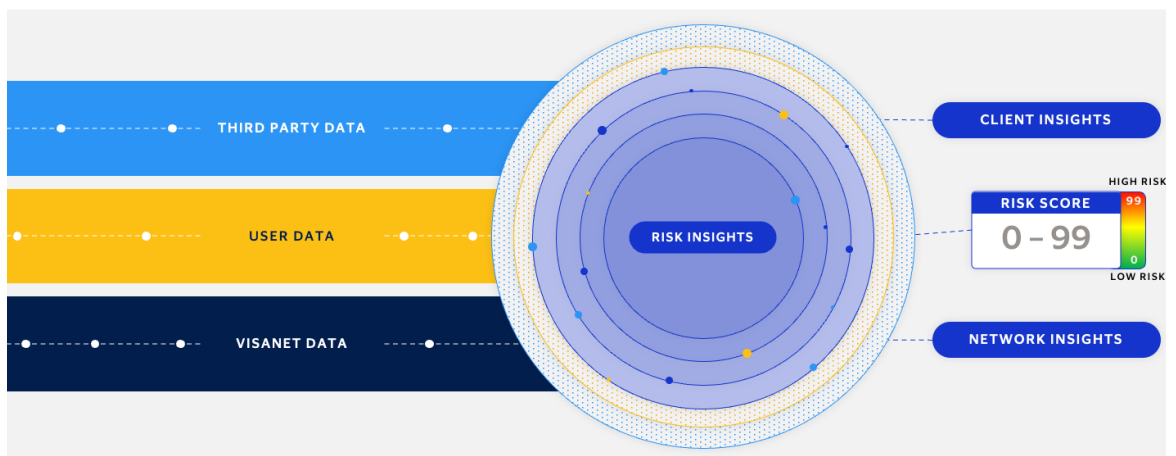 THIRD PARTY DATA
USER DATA
VISANET DATA
RISK INSIGHTS
CLIENT INSIGHTS
HIGH RISK
RISK SCORE
99
0 – 99
0
LOW RISK
NETWORK INSIGHTS